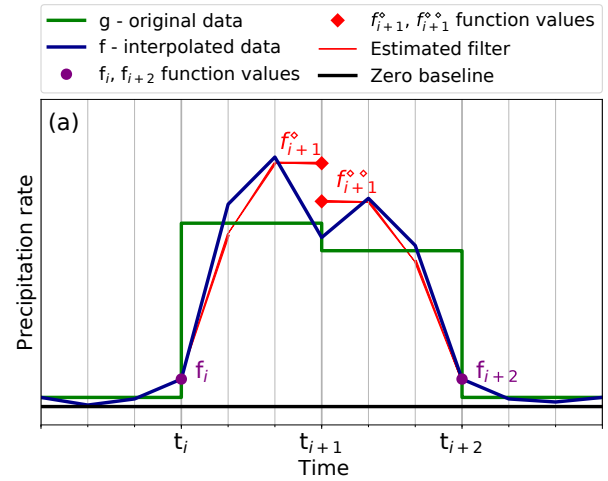 g - original data
f - interpolated data
f_i, f_{i+2} function values
f^⋄_{i+1}, f^{⋄⋄}_{i+1} function values
Estimated filter
Zero baseline
(a)
f^⋄_{i+1}
f^{⋄⋄}_{i+1}
Precipitation rate
f_i
f_{i+2}
t_i
t_{i+1}
t_{i+2}
Time